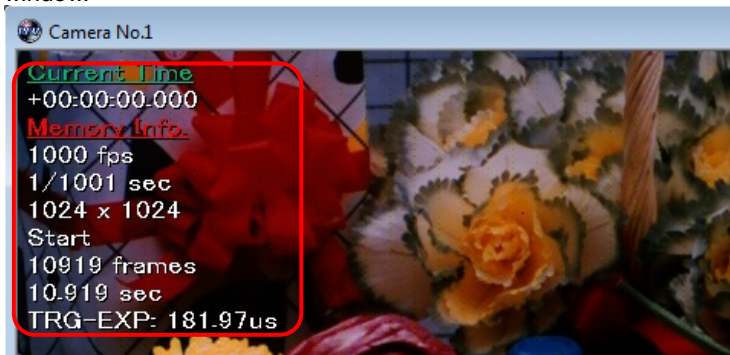 Camera No.1
Current Time
+00:00:00.000
Memory Info.
1000 fps
1/1001 sec
1024 x 1024
Start
10919 frames
10.919 sec
TRG-EXP: 181.97us